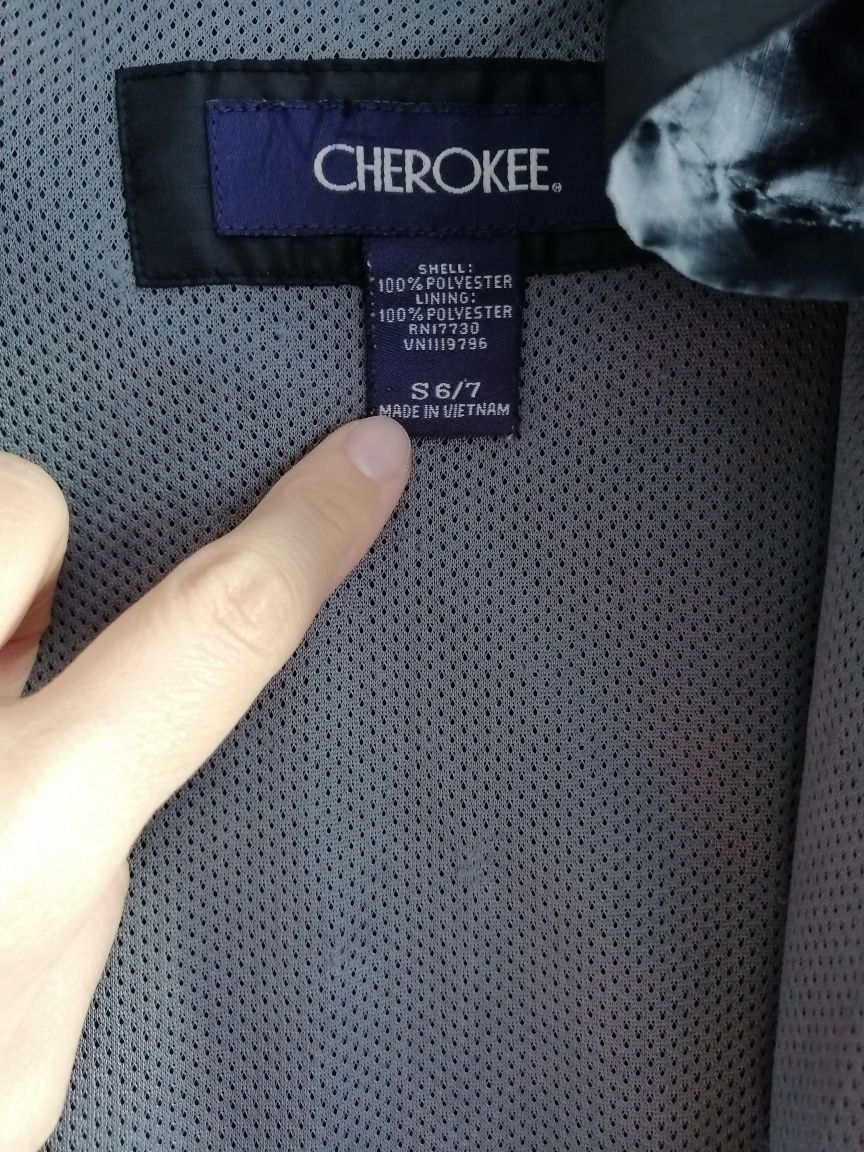 CHEROKEE®
SHELL:
100% POLYESTER
LINING:
100% POLYESTER
RN17730
VN1119796
S 6/7
MADE IN VIETNAM